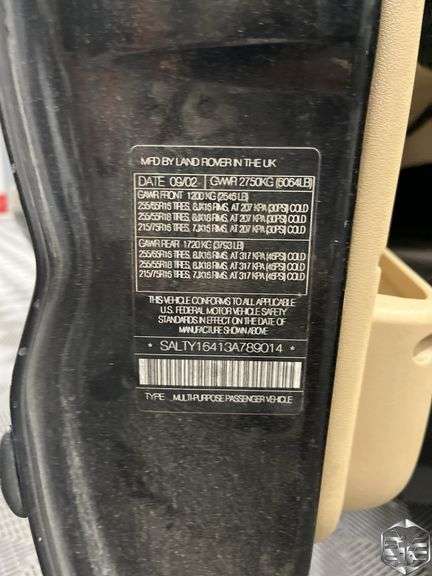 MFD BY LAND ROVER IN THE UK
DATE 09/02 GVWR 2750KG (6064LB)
GAWR FRONT 1200 KG (2645 LB)
255/65R16 TIRES, 8JX16 RIMS, AT 207 KPA (30PSI) COLD
255/55R18 TIRES, 8JX18 RIMS, AT 207 KPA (30PSI) COLD
215/75R16 TIRES, 7JX16 RIMS, AT 207 KPA (30PSI) COLD
GAWR REAR 1720 KG (3793 LB)
255/65R16 TIRES, 8JX16 RIMS, AT 317 KPA (46PSI) COLD
255/55R18 TIRES, 8JX18 RIMS, AT 317 KPA (46PSI) COLD
215/75R16 TIRES, 7JX16 RIMS, AT 317 KPA (46PSI) COLD
THIS VEHICLE CONFORMS TO ALL APPLICABLE
U.S. FEDERAL MOTOR VEHICLE SAFETY
STANDARDS IN EFFECT ON THE DATE OF
MANUFACTURE SHOWN ABOVE
* SALTY16413A789014 *
TYPE MULTI-PURPOSE PASSENGER VEHICLE